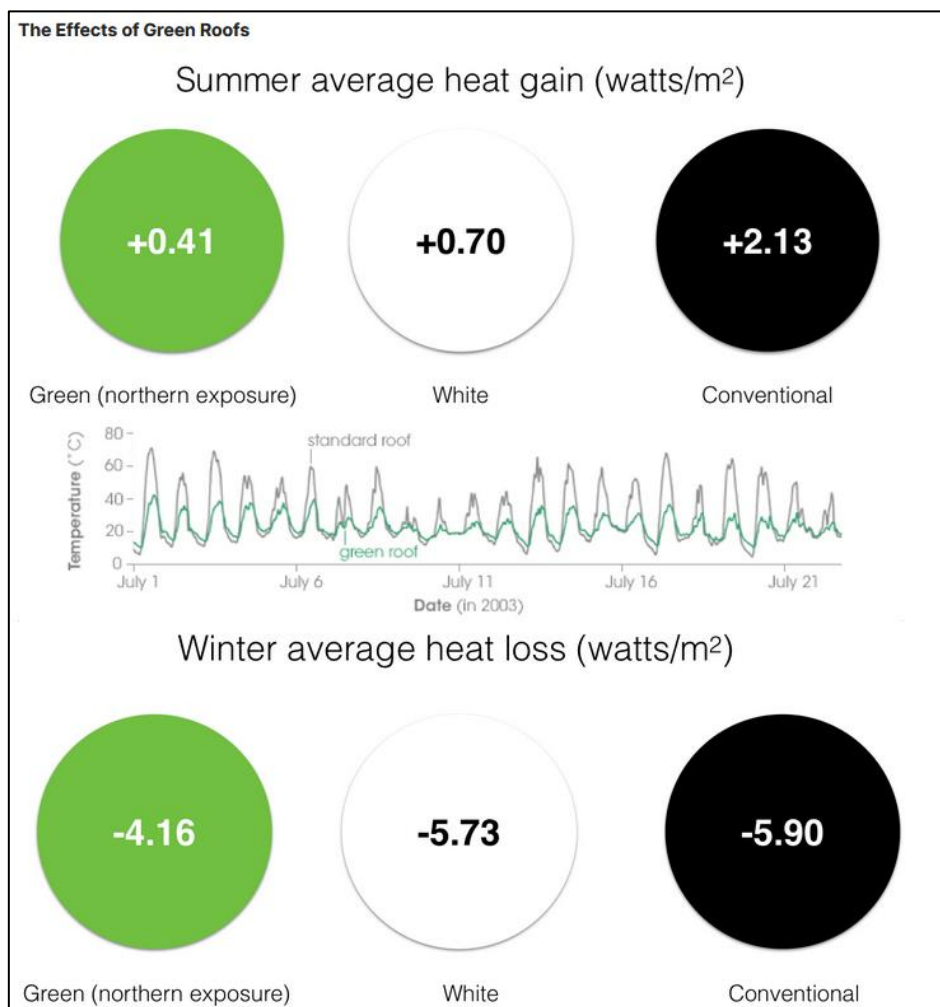 The Effects of Green Roofs
Summer average heat gain (watts/m²)
+0.41
+0.70
+2.13
Green (northern exposure)
White
Conventional
Temperature (°C)
80
60
40
20
0
standard roof
green roof
July 1
July 6
July 11
July 16
July 21
Date (in 2003)
Winter average heat loss (watts/m²)
-4.16
-5.73
-5.90
Green (northern exposure)
White
Conventional